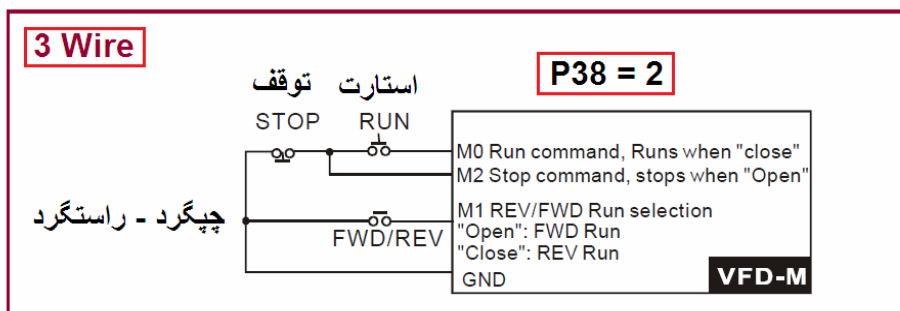 3 Wire
P38 = 2
توقف
استارت
STOP
RUN
M0 Run command, Runs when "close"
M2 Stop command, stops when "Open"
چپگرد - راستگرد
FWD/REV
M1 REV/FWD Run selection
"Open": FWD Run
"Close": REV Run
GND
VFD-M